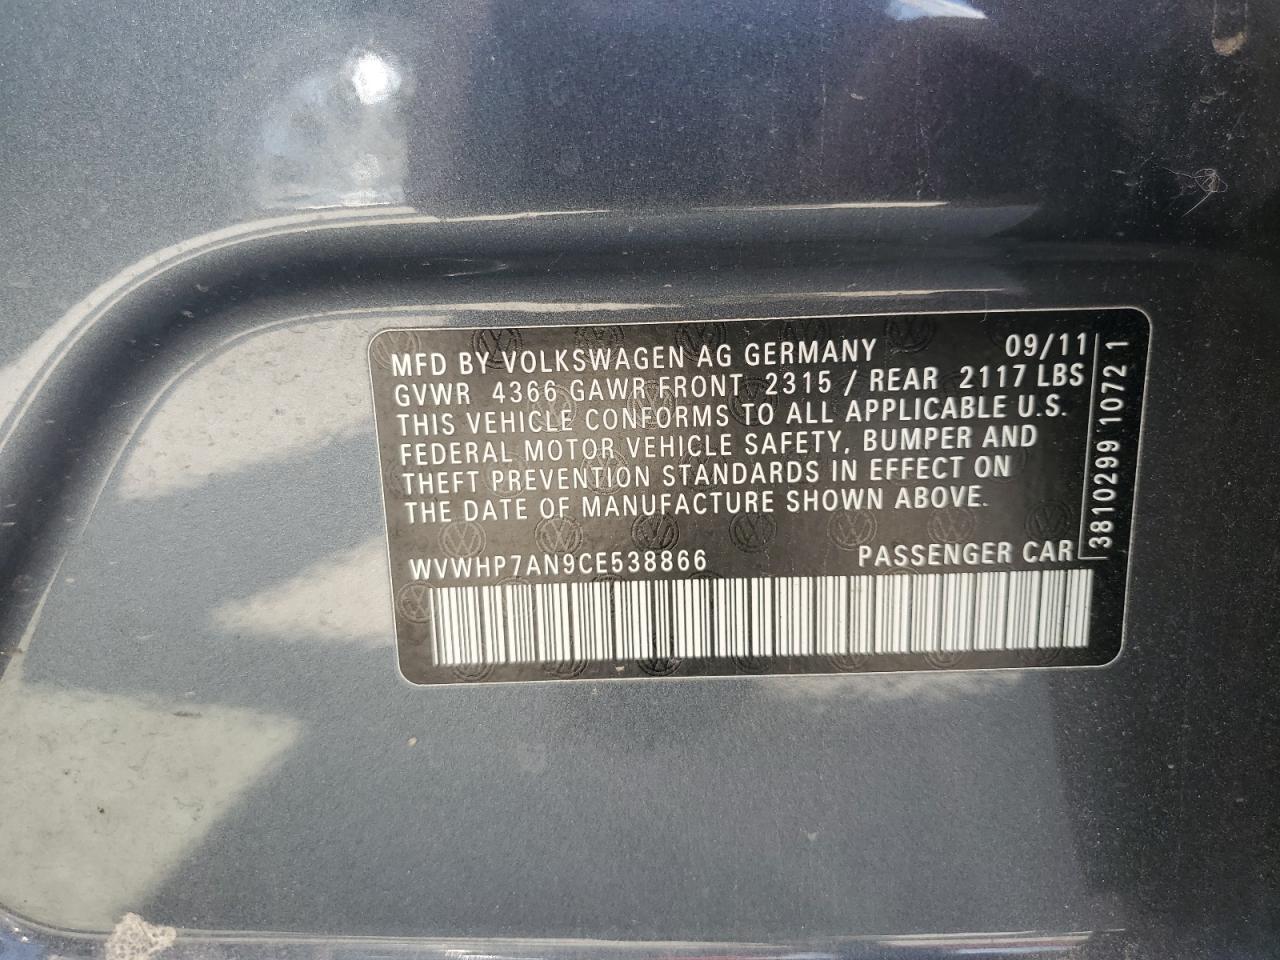 MFD BY VOLKSWAGEN AG GERMANY 09/11
GVWR 4366 GAWR FRONT 2315 / REAR 2117 LBS
THIS VEHICLE CONFORMS TO ALL APPLICABLE U.S.
FEDERAL MOTOR VEHICLE SAFETY, BUMPER AND
THEFT PREVENTION STANDARDS IN EFFECT ON
THE DATE OF MANUFACTURE SHOWN ABOVE.
WVWHP7AN9CE538866 PASSENGER CAR
3810299 1072 1